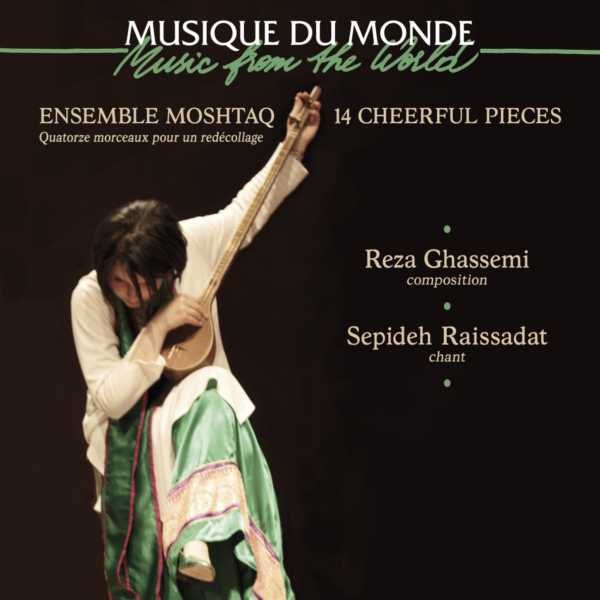 MUSIQUE DU MONDE
Music from the World
ENSEMBLE MOSHTAQ
14 CHEERFUL PIECES
Quatorze morceaux pour un redécollage
Reza Ghassemi
composition
Sepideh Raissadat
chant